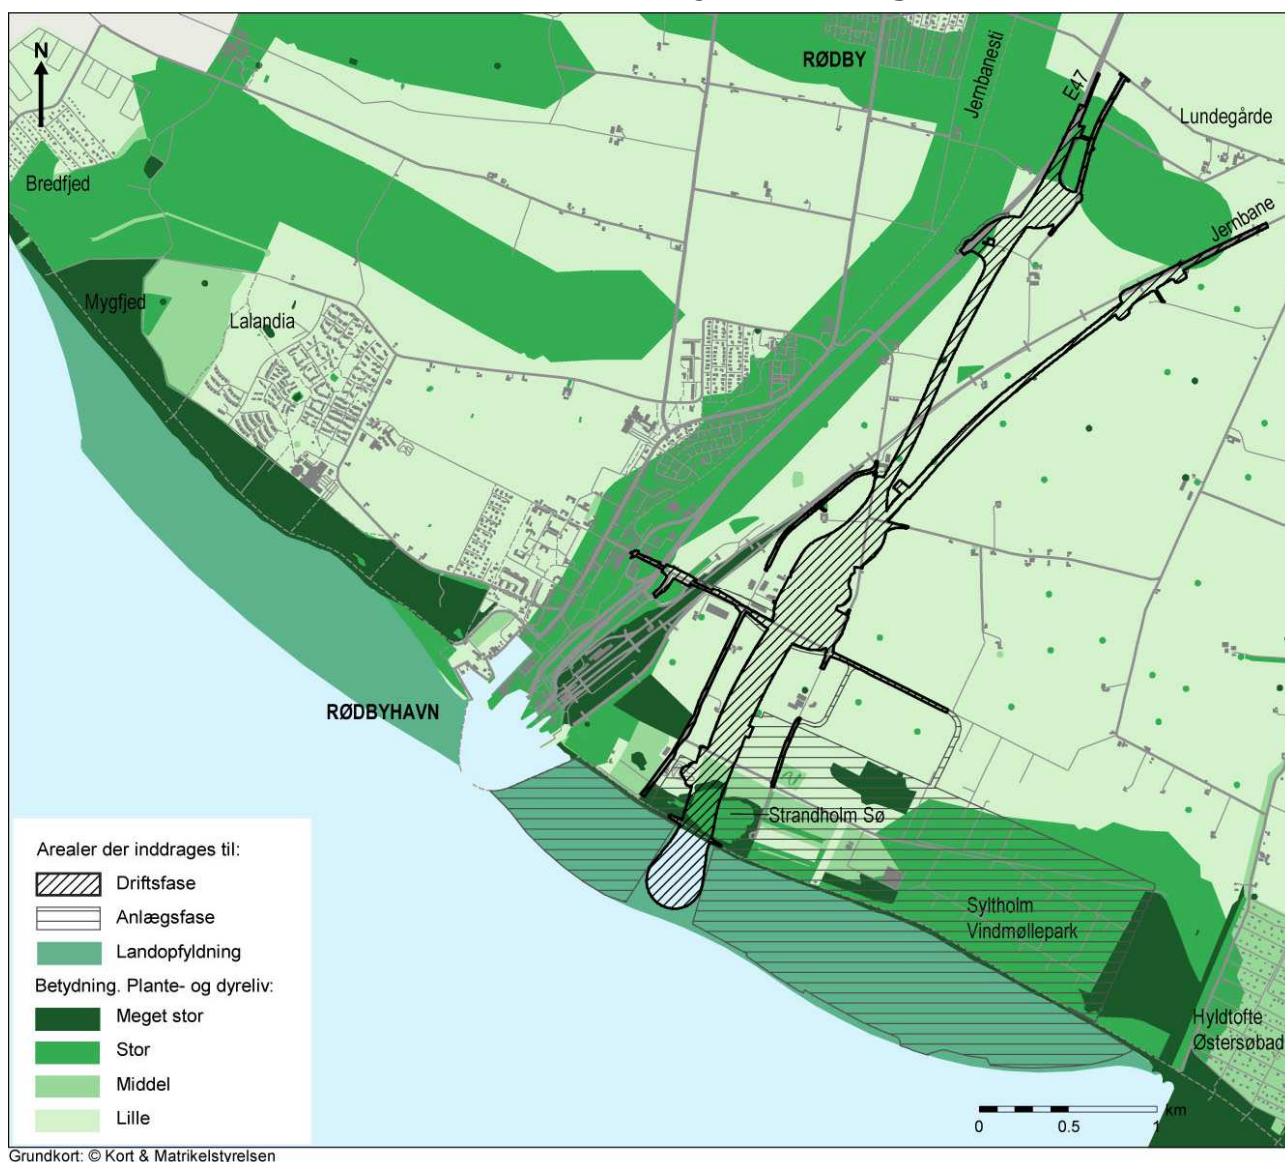 N
RØDBY
Jernbanesti
E47
Lundegårde
Bredfjed
Jernbane
Mygfjed
Lalandia
RØDBYHAVN
Strandholm Sø
Syltholm
Vindmøllepark
Hyldtofte
Østersøbad
Arealer der inddrages til:
Driftsfase
Anlægsfase
Landopfyldning
Betydning. Plante- og dyreliv:
Meget stor
Stor
Middel
Lille
km
0 0.5 1
Grundkort: © Kort & Matrikelstyrelsen